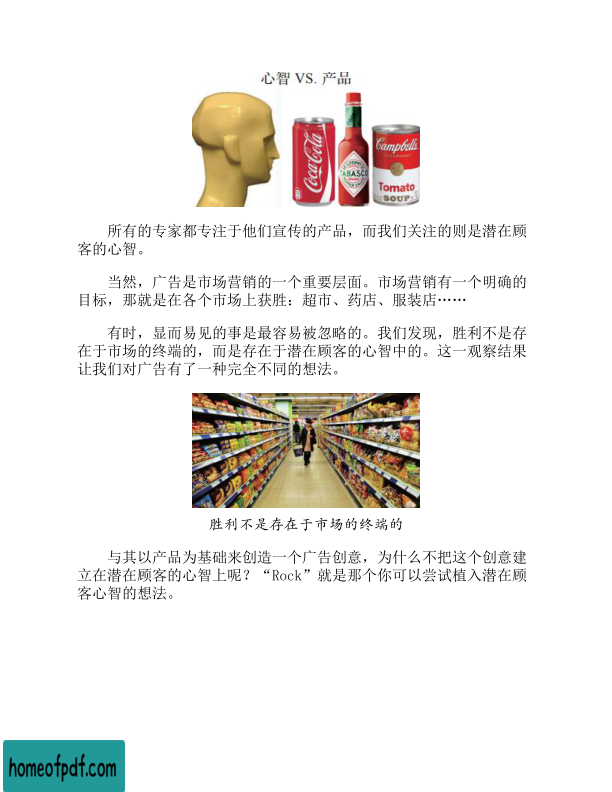 心智 VS. 产品
Coca-Cola
TABASCO
Campbell's
Tomato
SOUP
所有的专家都专注于他们宣传的产品，而我们关注的则是潜在顾
客的心智。
当然，广告是市场营销的一个重要层面。市场营销有一个明确的
目标，那就是在各个市场上获胜：超市、药店、服装店……
有时，显而易见的事是最容易被忽略的。我们发现，胜利不是存
在于市场的终端的，而是存在于潜在顾客的心智中的。这一观察结果
让我们对广告有了一种完全不同的想法。
胜利不是存在于市场的终端的
与其以产品为基础来创造一个广告创意，为什么不把这个创意建
立在潜在顾客的心智上呢？“Rock”就是那个你可以尝试植入潜在顾
客心智的想法。
homeofpdf.com